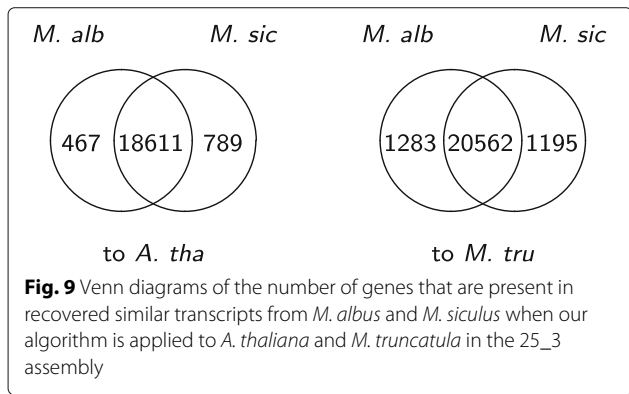 M. alb M. sic M. alb M. sic
467 18611 789 1283 20562 1195
to A. tha to M. tru
Fig. 9 Venn diagrams of the number of genes that are present in
recovered similar transcripts from M. albus and M. siculus when our
algorithm is applied to A. thaliana and M. truncatula in the 25_3
assembly